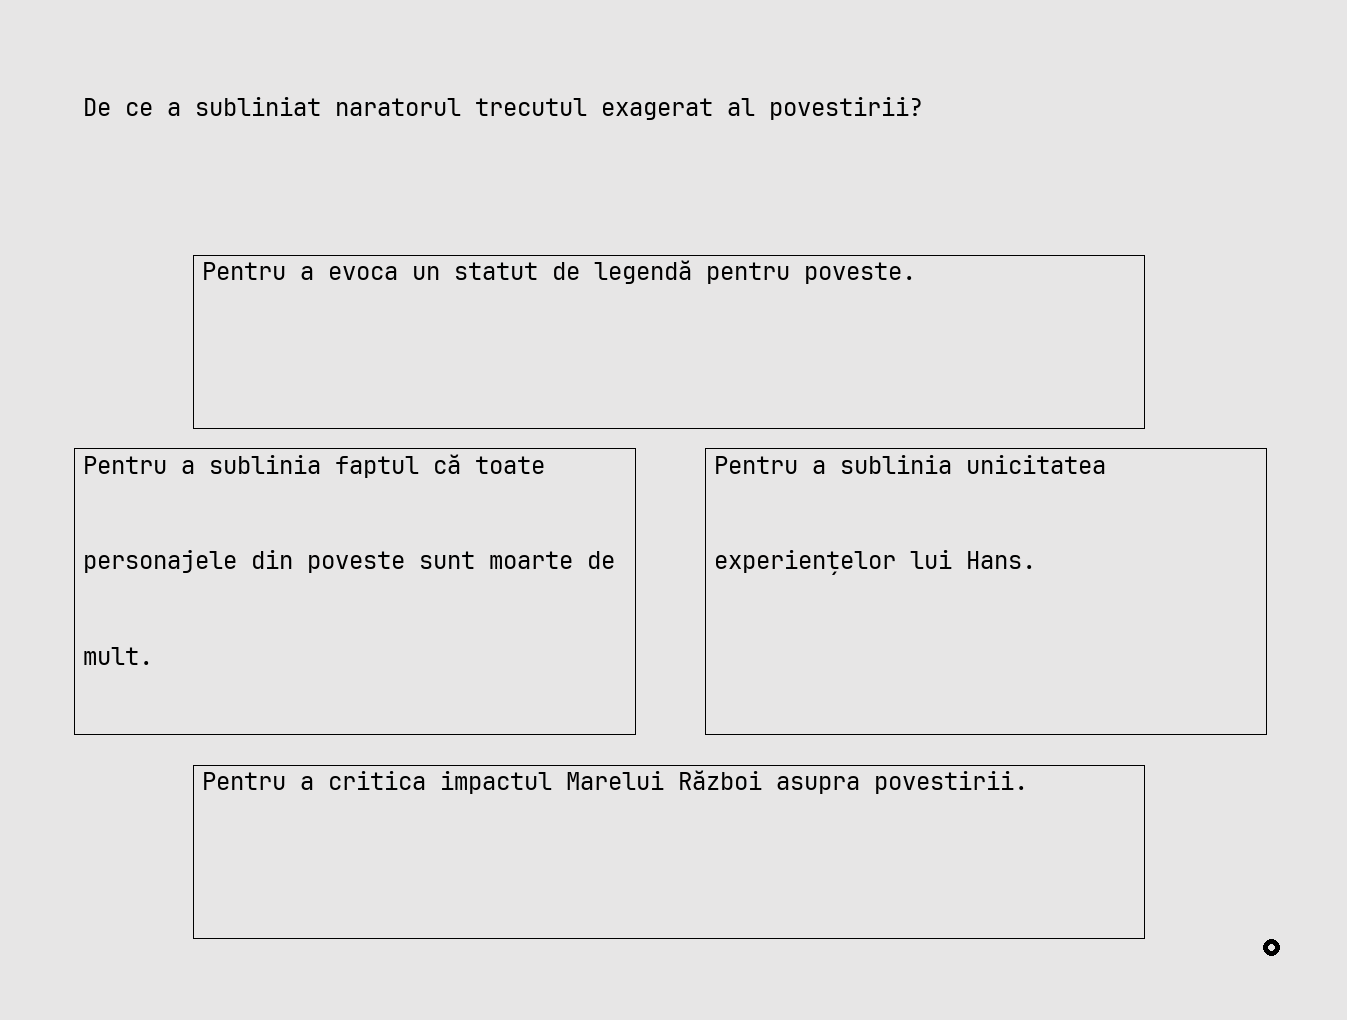 De ce a subliniat naratorul trecutul exagerat al povestirii?
Pentru a evoca un statut de legendă pentru poveste.
Pentru a sublinia faptul că toate
personajele din poveste sunt moarte de
mult.
Pentru a sublinia unicitatea
experiențelor lui Hans.
Pentru a critica impactul Marelui Război asupra povestirii.